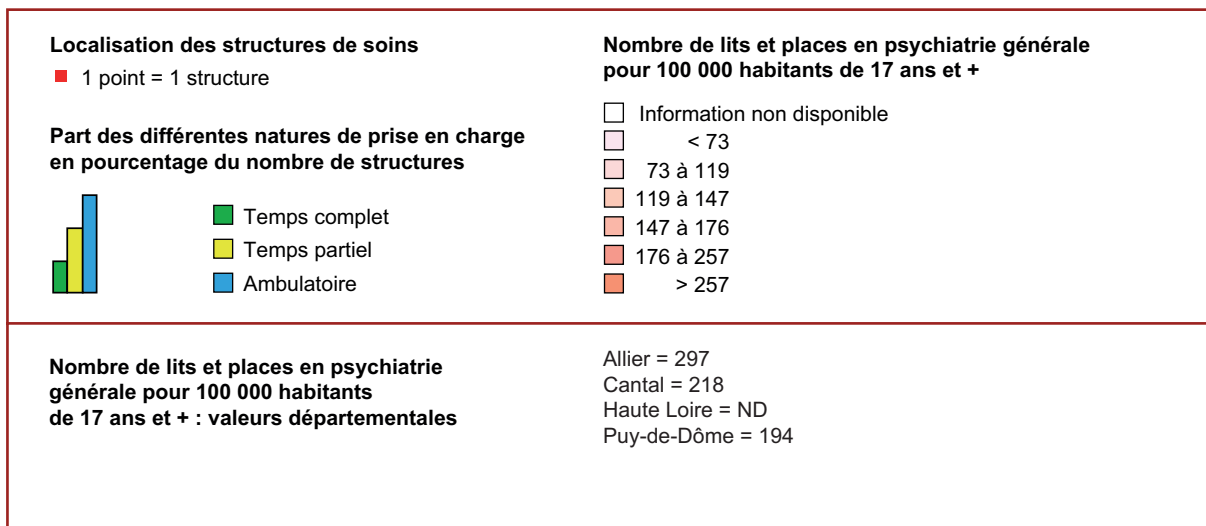 Localisation des structures de soins
1 point = 1 structure
Part des différentes natures de prise en charge
en pourcentage du nombre de structures
Temps complet
Temps partiel
Ambulatoire
Nombre de lits et places en psychiatrie générale
pour 100 000 habitants de 17 ans et +
Information non disponible
< 73
73 à 119
119 à 147
147 à 176
176 à 257
> 257
Nombre de lits et places en psychiatrie
générale pour 100 000 habitants
de 17 ans et + : valeurs départementales
Allier = 297
Cantal = 218
Haute Loire = ND
Puy-de-Dôme = 194